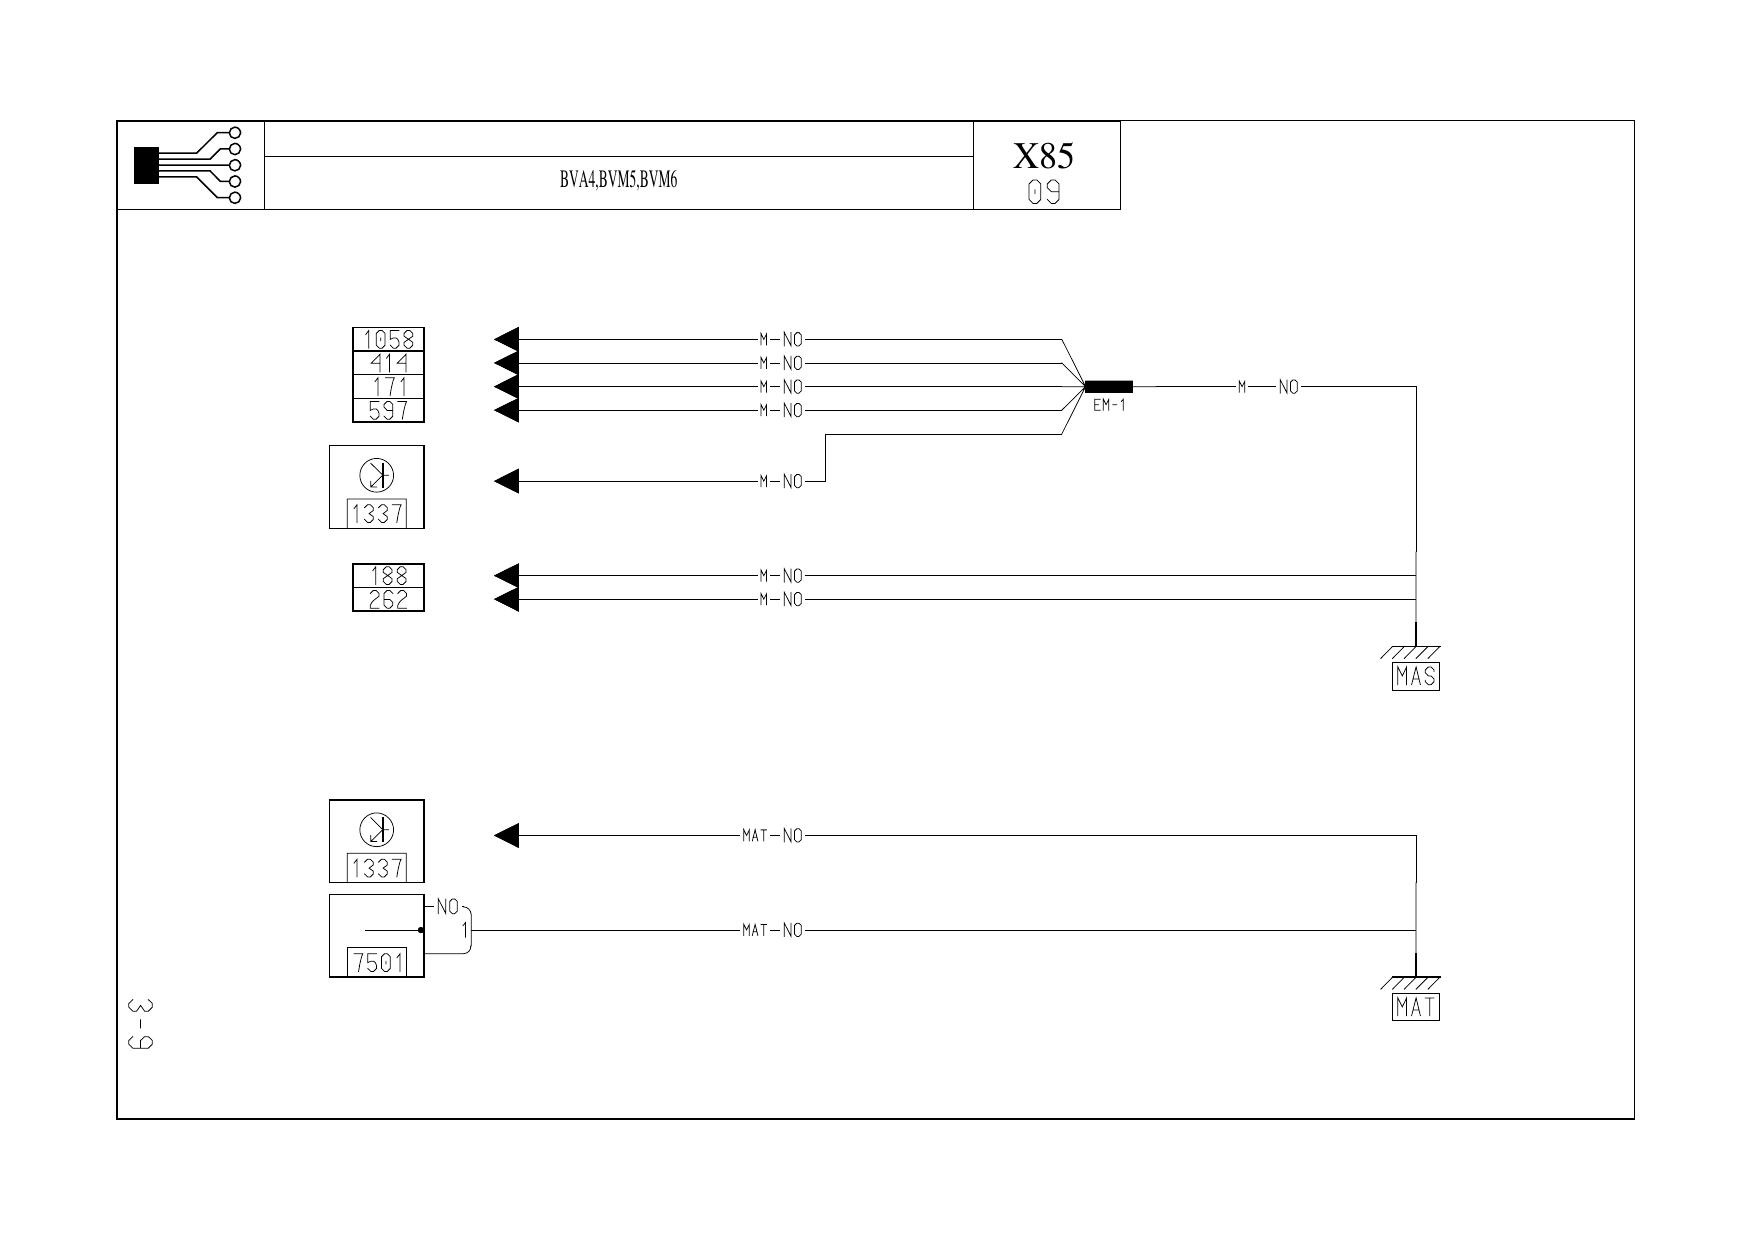 BVA4,BVM5,BVM6
X85
09
1058 M NO
414 M NO
171 M NO M NO
597 M NO
EM-1
1337 M NO
188 M NO
262 M NO
MAS
1337 MAT NO
NO
1 MAT NO
7501
MAT
3-9